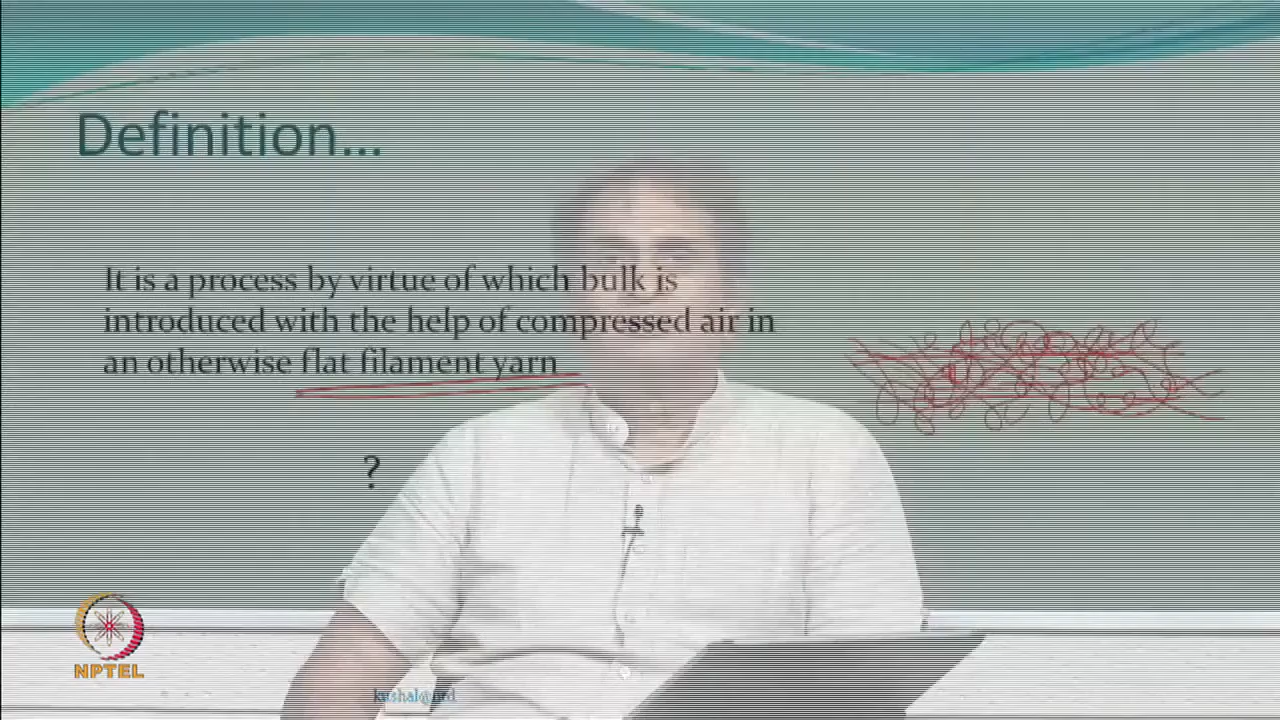 Definition...
It is a process by virtue of which bulk is
introduced with the help of compressed air in
an otherwise flat filament yarn
?
NPTEL